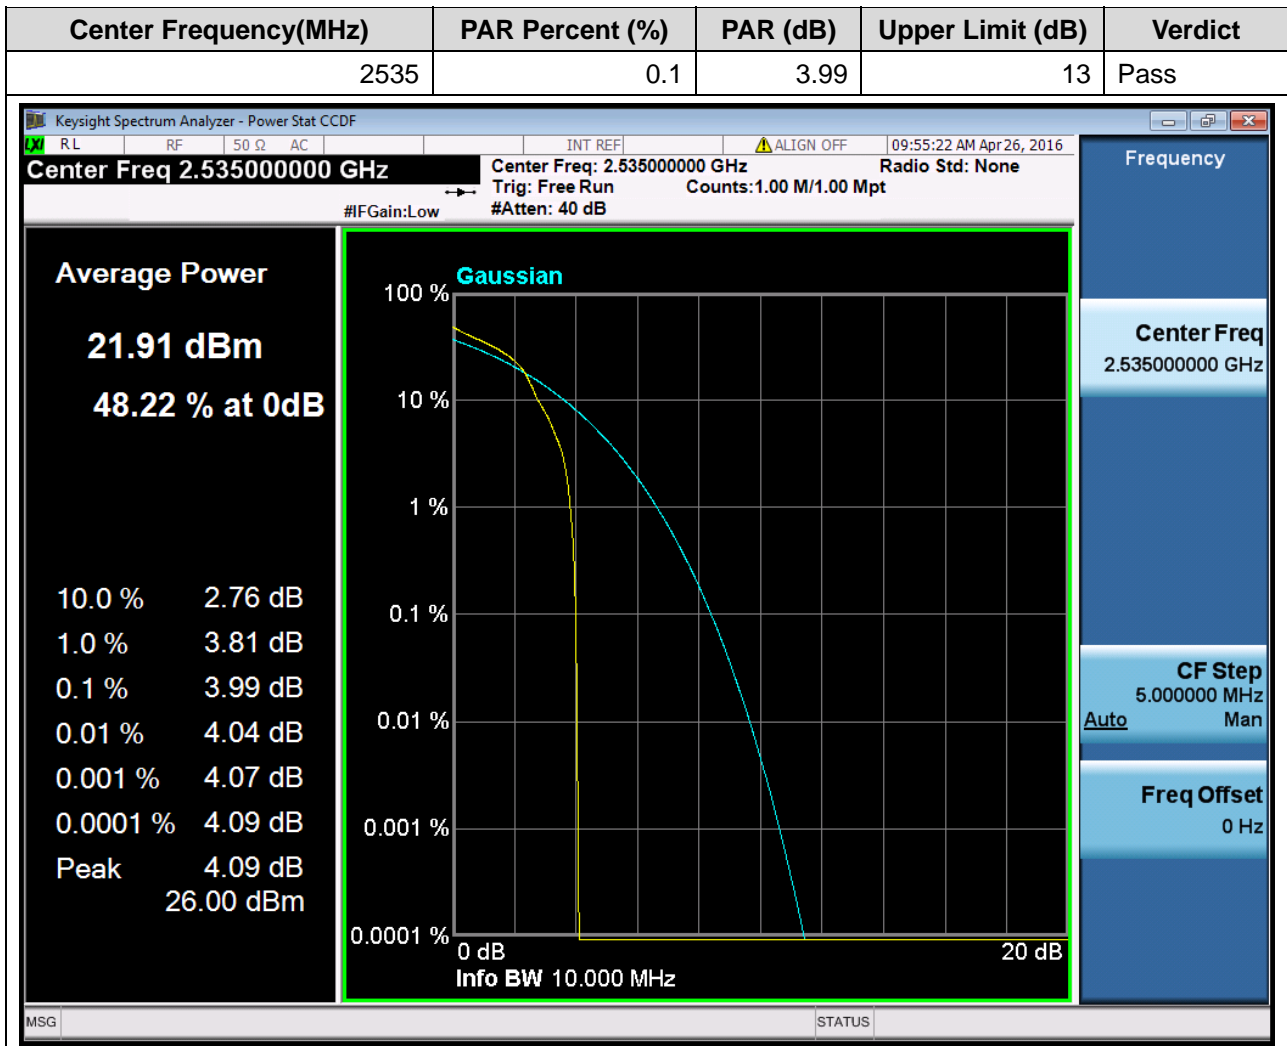 Center Frequency(MHz) PAR Percent (%) PAR (dB) Upper Limit (dB) Verdict
2535 0.1 3.99 13 Pass
Keysight Spectrum Analyzer - Power Stat CCDF
LXI RL RF 50 Ω AC INT REF ALIGN OFF 09:55:22 AM Apr 26, 2016
Center Freq 2.535000000 GHz
Center Freq: 2.535000000 GHz Radio Std: None
Trig: Free Run Counts:1.00 M/1.00 Mpt
#IFGain:Low #Atten: 40 dB
Average Power
21.91 dBm
48.22 % at 0dB
10.0 % 2.76 dB
1.0 % 3.81 dB
0.1 % 3.99 dB
0.01 % 4.04 dB
0.001 % 4.07 dB
0.0001 % 4.09 dB
Peak 4.09 dB
26.00 dBm
Gaussian
100 %
10 %
1 %
0.1 %
0.01 %
0.001 %
0.0001 %
0 dB 20 dB
Info BW 10.000 MHz
Frequency
Center Freq
2.535000000 GHz
CF Step
5.000000 MHz
Auto Man
Freq Offset
0 Hz
MSG STATUS